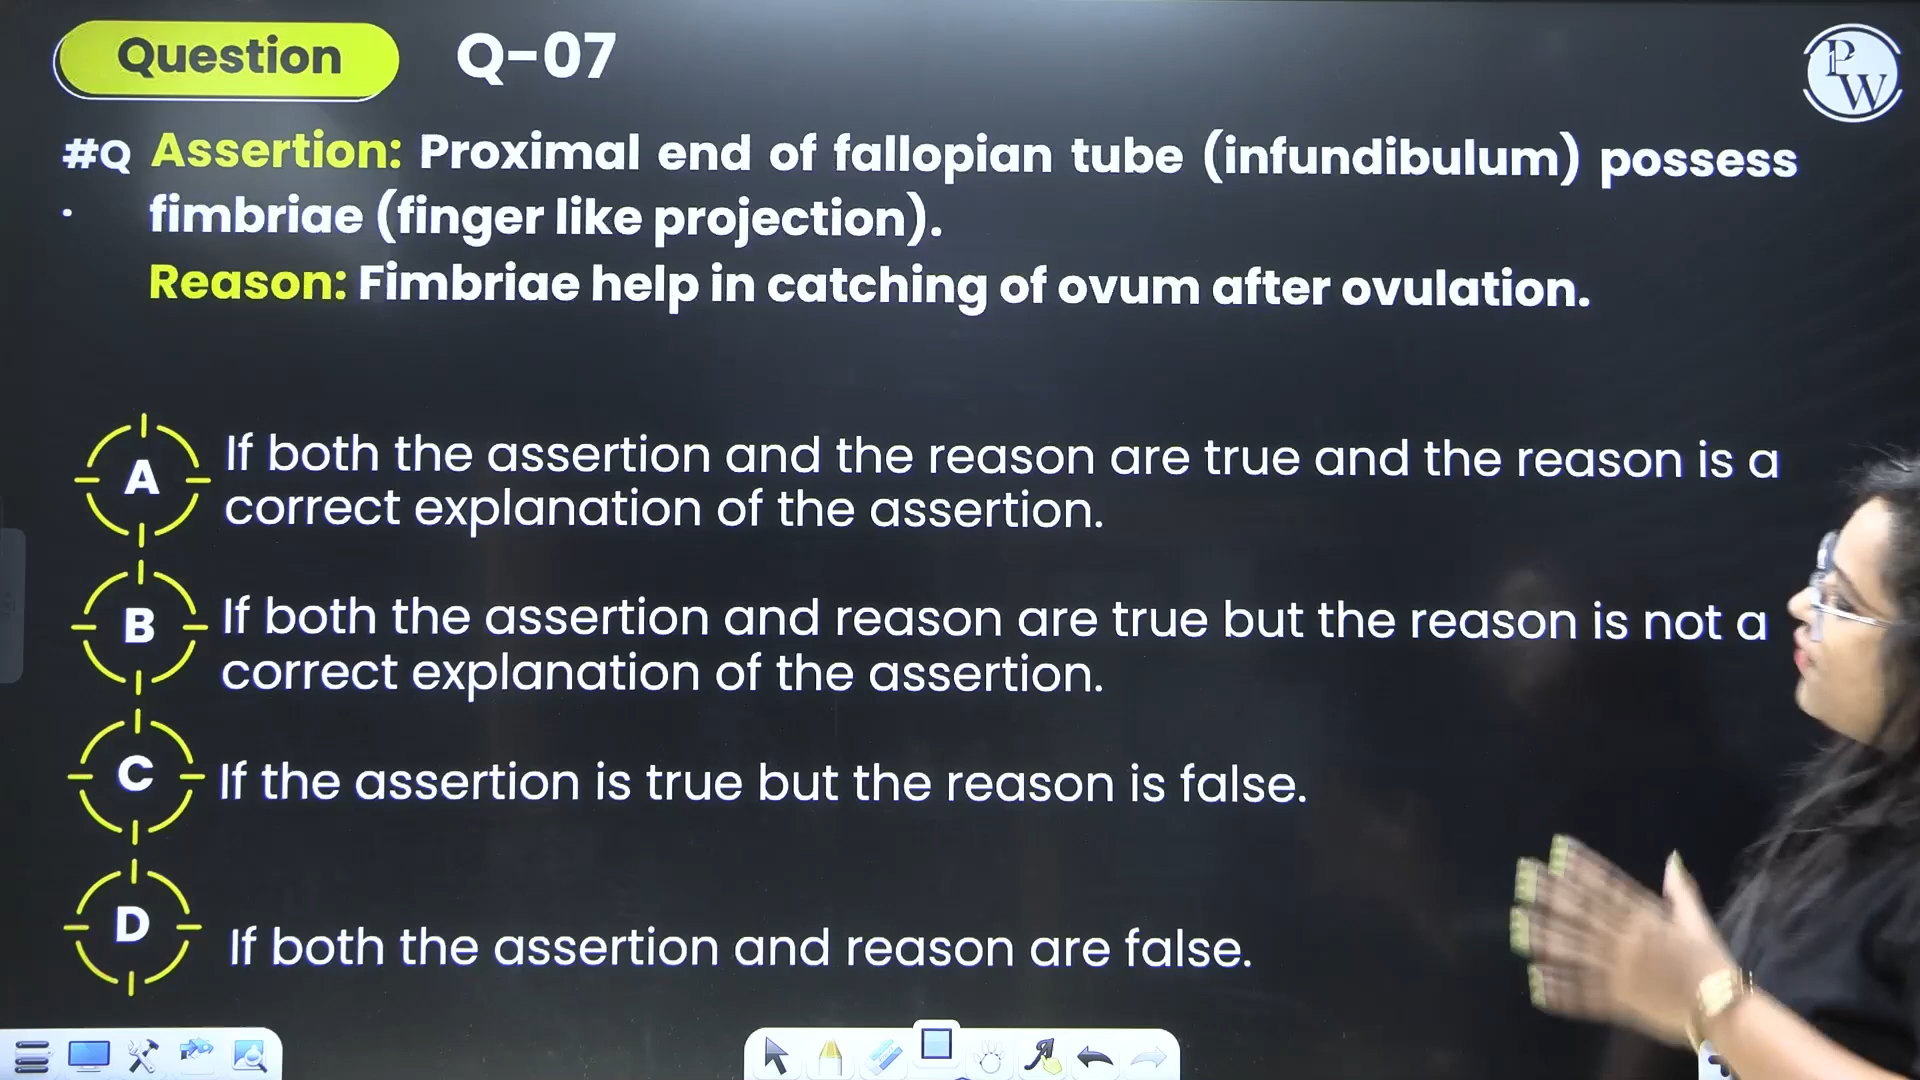 Question Q-07
PW
#Q Assertion: Proximal end of fallopian tube (infundibulum) possess
. fimbriae (finger like projection).
Reason: Fimbriae help in catching of ovum after ovulation.
A If both the assertion and the reason are true and the reason is a
correct explanation of the assertion.
B If both the assertion and reason are true but the reason is not a
correct explanation of the assertion.
C If the assertion is true but the reason is false.
D If both the assertion and reason are false.